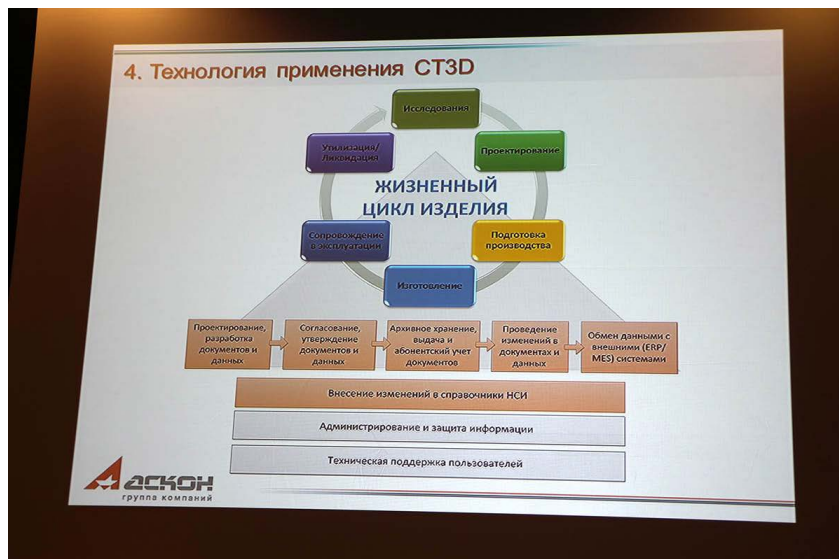 4. Технология применения CT3D
Исследования
Утилизация/
Ликвидация
Проектирование
ЖИЗНЕННЫЙ
ЦИКЛ ИЗДЕЛИЯ
Сопровождение
в эксплуатации
Подготовка
производства
Изготовление
Проектирование,
разработка
документов и
данных
Согласование,
утверждение
документов и
данных
Архивное хранение,
выдача и
абонентский учет
документов
Проведение
изменений в
документах и
данных
Обмен данными с
внешними (ERP/
MES) системами
Внесение изменений в справочники НСИ
Администрирование и защита информации
Техническая поддержка пользователей
АСКОН
группа компаний